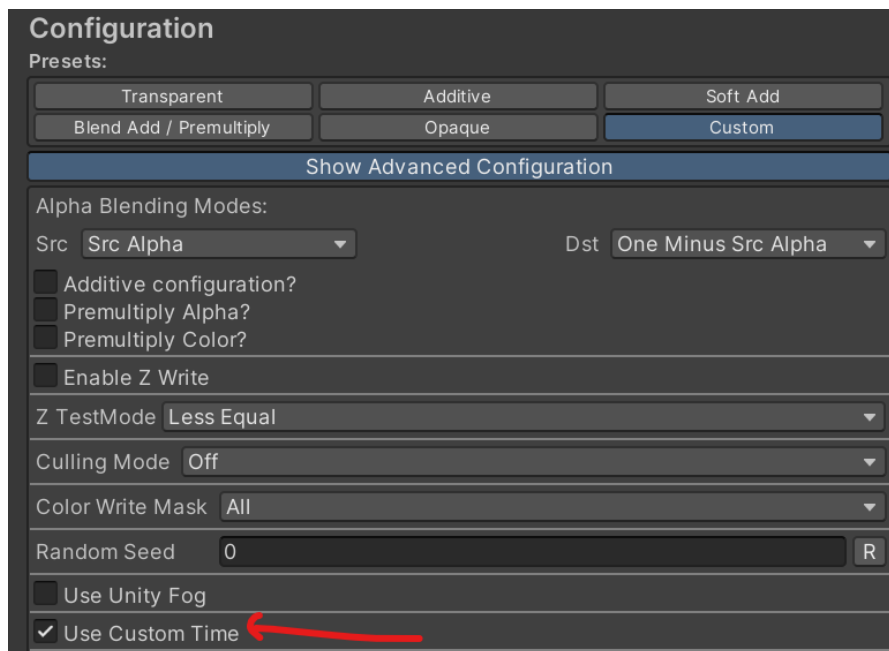 Configuration
Presets:
Transparent Additive Soft Add
Blend Add / Premultiply Opaque Custom
Show Advanced Configuration
Alpha Blending Modes:
Src Src Alpha Dst One Minus Src Alpha
Additive configuration?
Premultiply Alpha?
Premultiply Color?
Enable Z Write
Z TestMode Less Equal
Culling Mode Off
Color Write Mask All
Random Seed 0 R
Use Unity Fog
Use Custom Time